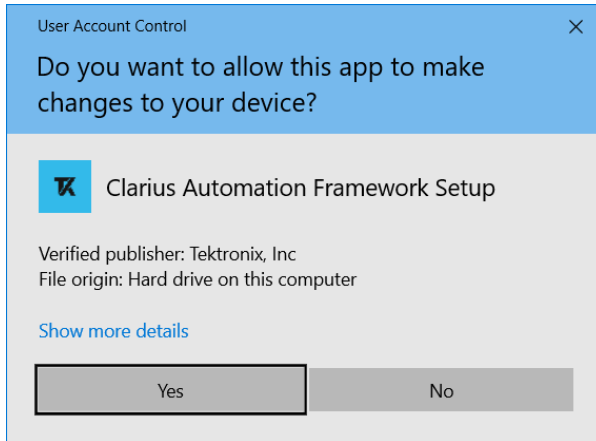 User Account Control
Do you want to allow this app to make
changes to your device?
Clarius Automation Framework Setup
Verified publisher: Tektronix, Inc
File origin: Hard drive on this computer
Show more details
Yes
No